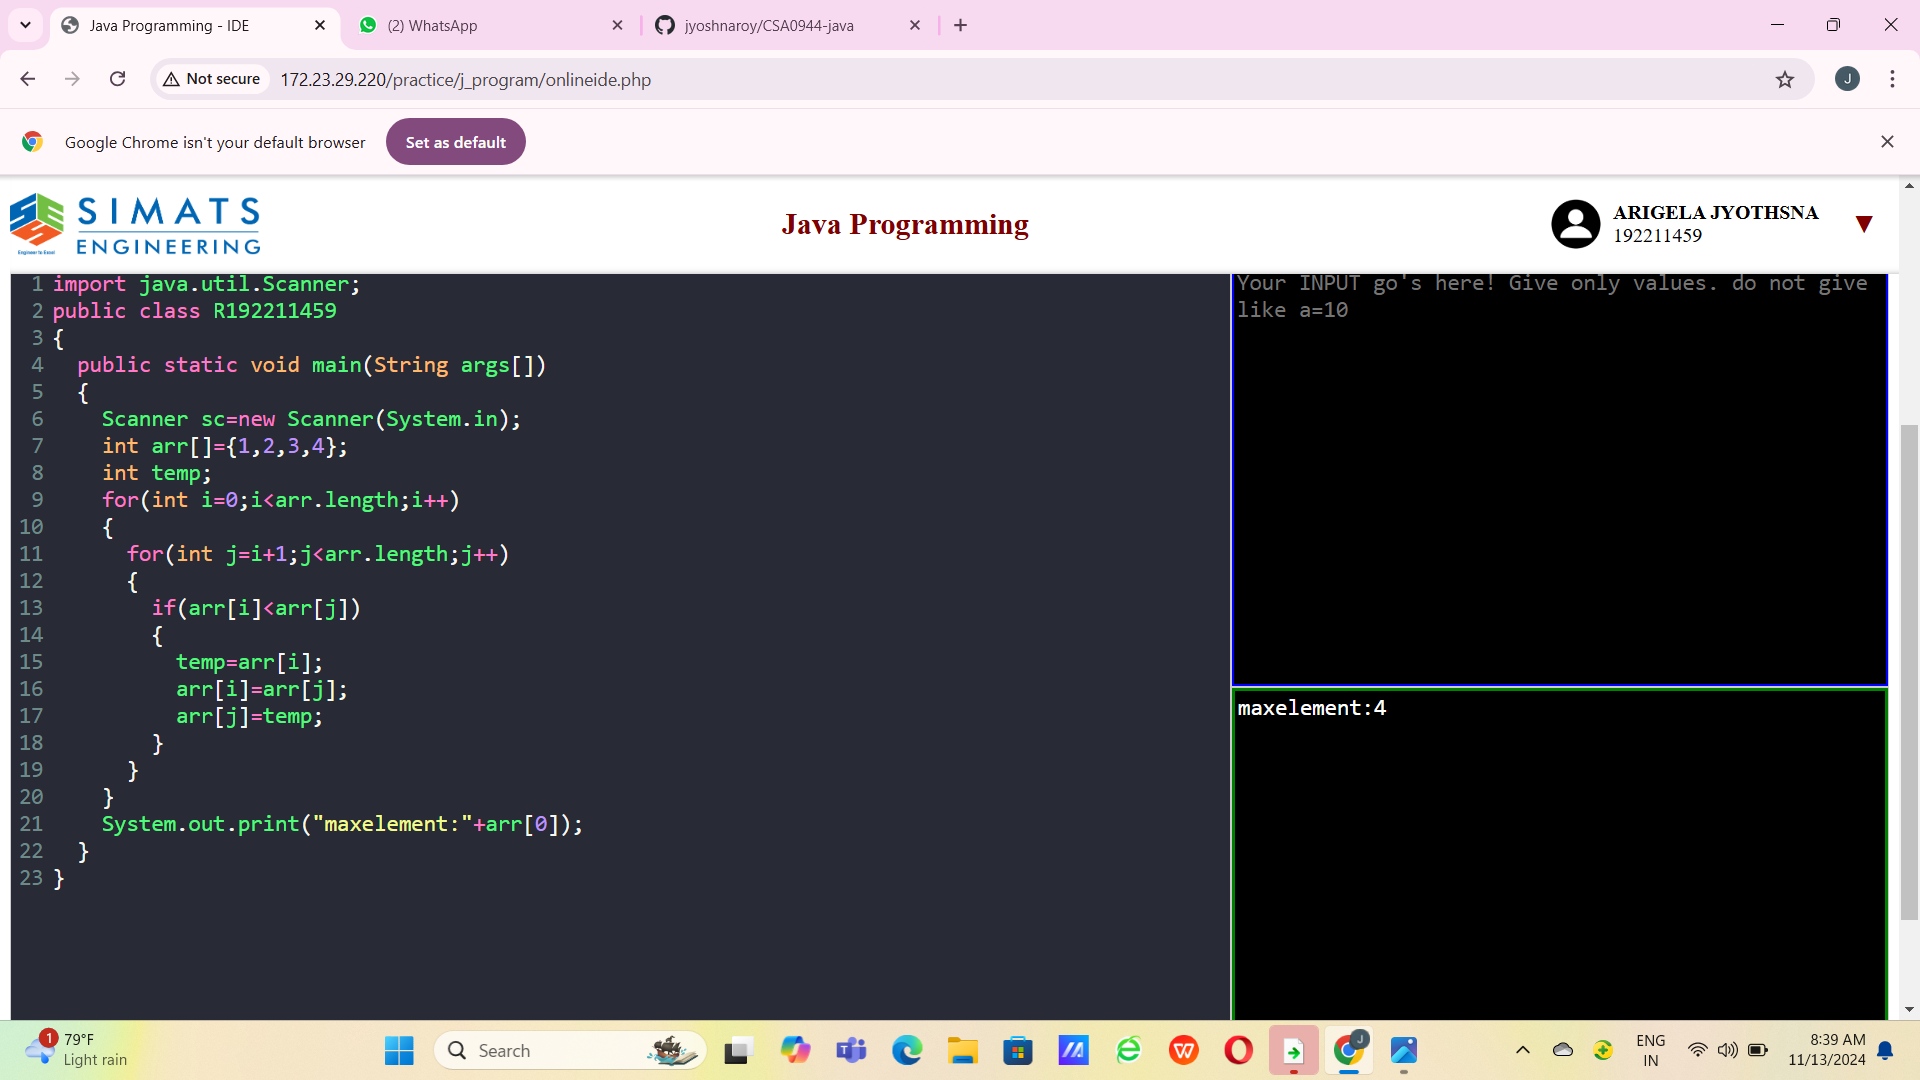 Java Programming - IDE
(2) WhatsApp
jyoshnaroy/CSA0944-java
Not secure
172.23.29.220/practice/j_program/onlineide.php
J
Google Chrome isn't your default browser
Set as default
SIMATS
ENGINEERING
Engineer to Excel
Java Programming
ARIGELA JYOTHSNA
192211459
1 import java.util.Scanner;
2 public class R192211459
3 {
4   public static void main(String args[])
5   {
6     Scanner sc=new Scanner(System.in);
7     int arr[]={1,2,3,4};
8     int temp;
9     for(int i=0;i<arr.length;i++)
10     {
11       for(int j=i+1;j<arr.length;j++)
12       {
13         if(arr[i]<arr[j])
14         {
15           temp=arr[i];
16           arr[i]=arr[j];
17           arr[j]=temp;
18         }
19       }
20     }
21     System.out.print("maxelement:"+arr[0]);
22   }
23 }
Your INPUT go's here! Give only values. do not give
like a=10
maxelement:4
1
79°F
Light rain
Search
J
ENG
IN
8:39 AM
11/13/2024